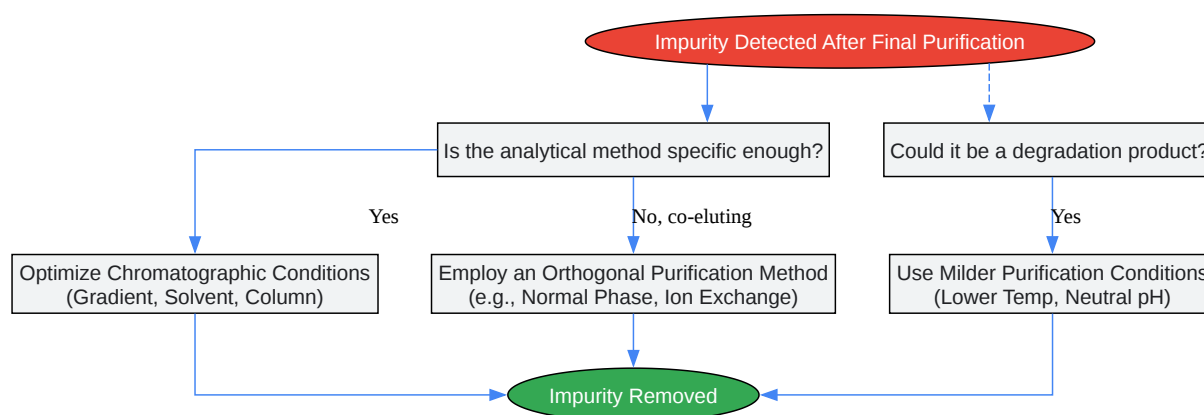 Impurity Detected After Final Purification
Is the analytical method specific enough?
Could it be a degradation product?
Yes
No, co-eluting
Yes
Optimize Chromatographic Conditions
(Gradient, Solvent, Column)
Employ an Orthogonal Purification Method
(e.g., Normal Phase, Ion Exchange)
Use Milder Purification Conditions
(Lower Temp, Neutral pH)
Impurity Removed